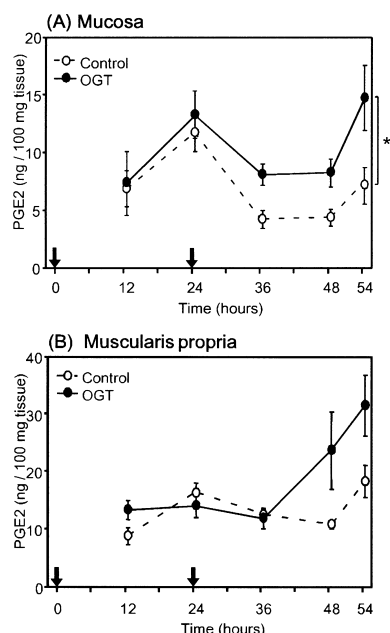 (A) Mucosa
20
15
10
5
0
PGE2 (ng / 100 mg tissue)
Control
OGT
*
0 12 24 36 48 54
Time (hours)
(B) Muscularis propria
40
30
20
10
0
PGE2 (ng / 100 mg tissue)
Control
OGT
0 12 24 36 48 54
Time (hours)